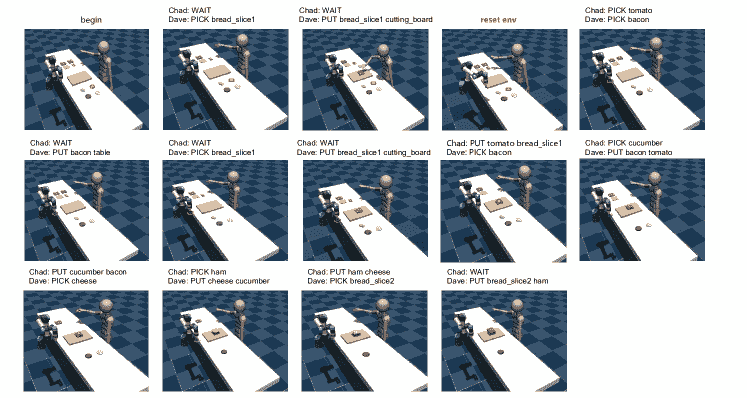 begin
Chad: WAIT
Dave: PICK bread_slice1
Chad: WAIT
Dave: PUT bread_slice1 cutting_board
reset env
Chad: PICK tomato
Dave: PICK bacon
Chad: WAIT
Dave: PUT bacon table
Chad: WAIT
Dave: PICK bread_slice1
Chad: WAIT
Dave: PUT bread_slice1 cutting_board
Chad: PUT tomato bread_slice1
Dave: PICK bacon
Chad: PICK cucumber
Dave: PUT bacon tomato
Chad: PUT cucumber bacon
Dave: PICK cheese
Chad: PICK ham
Dave: PUT cheese cucumber
Chad: PUT ham cheese
Dave: PICK bread_slice2
Chad: WAIT
Dave: PUT bread_slice2 ham